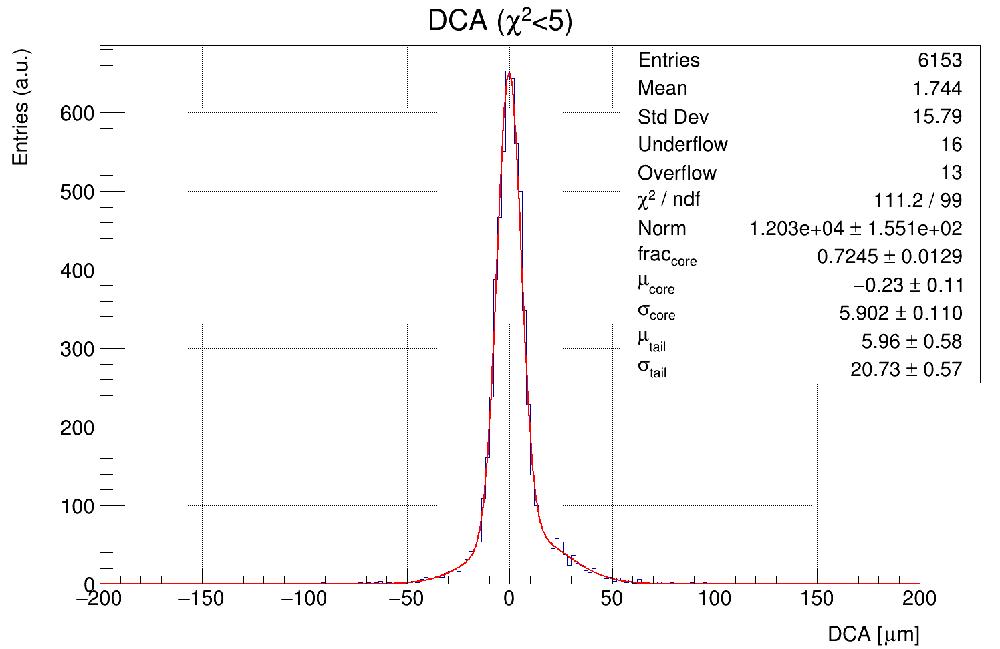 DCA (χ²<5)
Entries (a.u.)
Entries 6153
Mean 1.744
Std Dev 15.79
Underflow 16
Overflow 13
χ² / ndf 111.2 / 99
Norm 1.203e+04 ± 1.551e+02
frac_core 0.7245 ± 0.0129
μ_core −0.23 ± 0.11
σ_core 5.902 ± 0.110
μ_tail 5.96 ± 0.58
σ_tail 20.73 ± 0.57
600
500
400
300
200
100
0
−200 −150 −100 −50 0 50 100 150 200
DCA [μm]